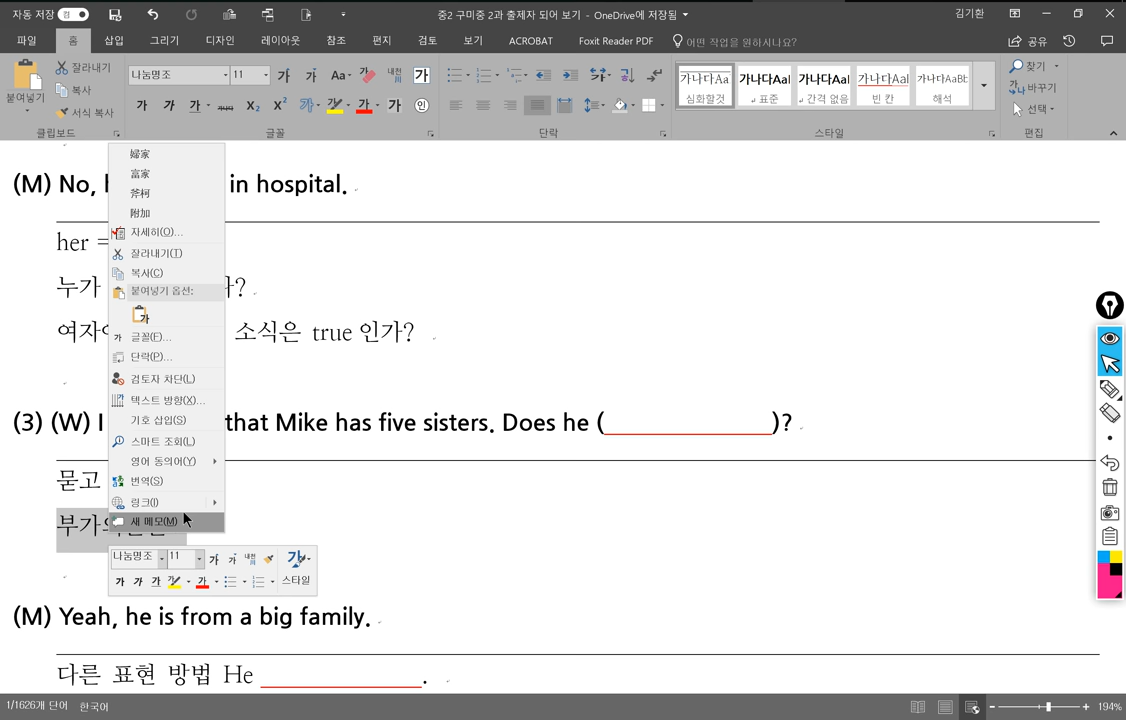 자동 저장 켬 중2 구미중 2과 출제자 되어 보기 - OneDrive에 저장됨 김기환
파일 홈 삽입 그리기 디자인 레이아웃 참조 편지 검토 보기 ACROBAT Foxit Reader PDF 어떤 작업을 원하시나요? 공유
붙여넣기 잘라내기 복사 서식 복사
나눔명조 11
가나다Aa 심화할것 가나다Aa 표준 가나다Aa 간격 없음 가나다Aa 빈 칸 가나다AaBb 해석
찾기 바꾸기 선택
클립보드 글꼴 단락 스타일 편집
婦家
富家
斧柯
附加
자세히(O)...
잘라내기(T)
복사(C)
붙여넣기 옵션:
글꼴(F)...
단락(P)...
검토자 차단(L)
텍스트 방향(X)...
기호 삽입(S)
스마트 조회(L)
영어 동의어(Y)
번역(S)
링크(I)
새 메모(M)
나눔명조 11
스타일
(M) No, in hospital.
her =
누가 ?
여자 소식은 true 인가?
(3) (W) I that Mike has five sisters. Does he ( )?
묻고
부가
(M) Yeah, he is from a big family.
다른 표현 방법 He .
1/1626개 단어 한국어 194%